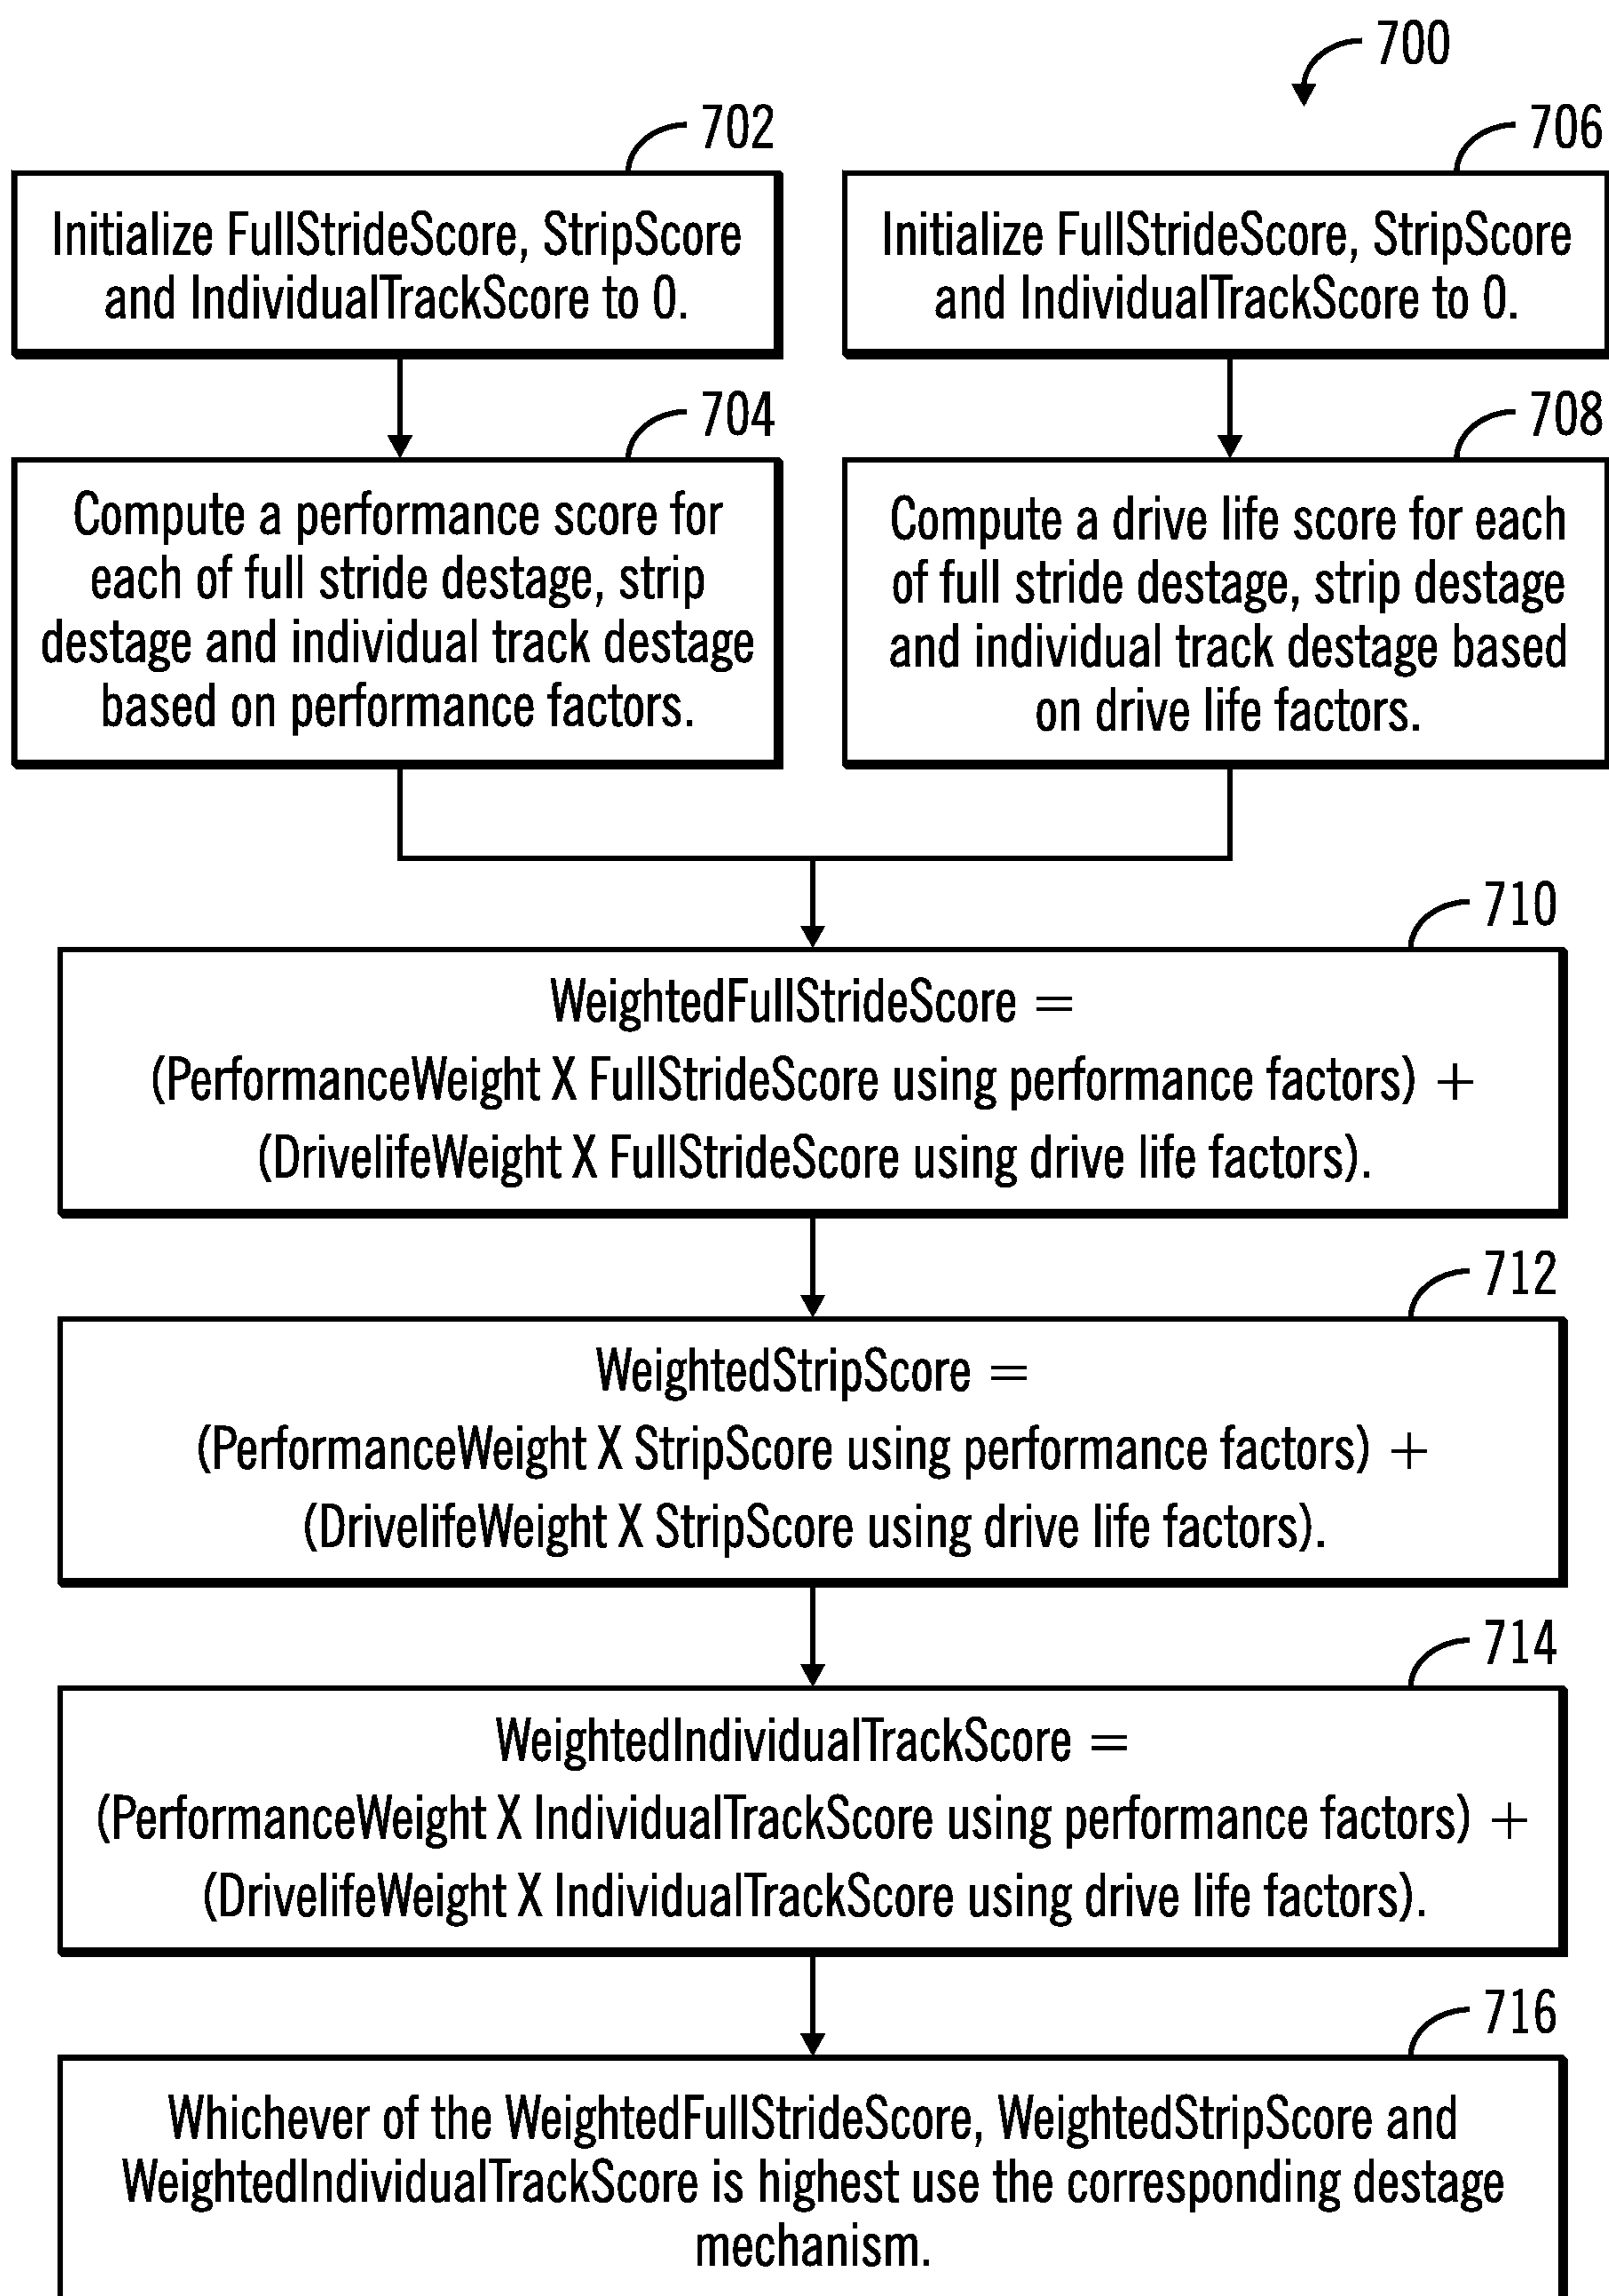 700
702
Initialize FullStrideScore, StripScore
and IndividualTrackScore to 0.
706
Initialize FullStrideScore, StripScore
and IndividualTrackScore to 0.
704
Compute a performance score for
each of full stride destage, strip
destage and individual track destage
based on performance factors.
708
Compute a drive life score for each
of full stride destage, strip destage
and individual track destage based
on drive life factors.
710
WeightedFullStrideScore =
(PerformanceWeight X FullStrideScore using performance factors) +
(DrivelifeWeight X FullStrideScore using drive life factors).
712
WeightedStripScore =
(PerformanceWeight X StripScore using performance factors) +
(DrivelifeWeight X StripScore using drive life factors).
714
WeightedIndividualTrackScore =
(PerformanceWeight X IndividualTrackScore using performance factors) +
(DrivelifeWeight X IndividualTrackScore using drive life factors).
716
Whichever of the WeightedFullStrideScore, WeightedStripScore and
WeightedIndividualTrackScore is highest use the corresponding destage
mechanism.